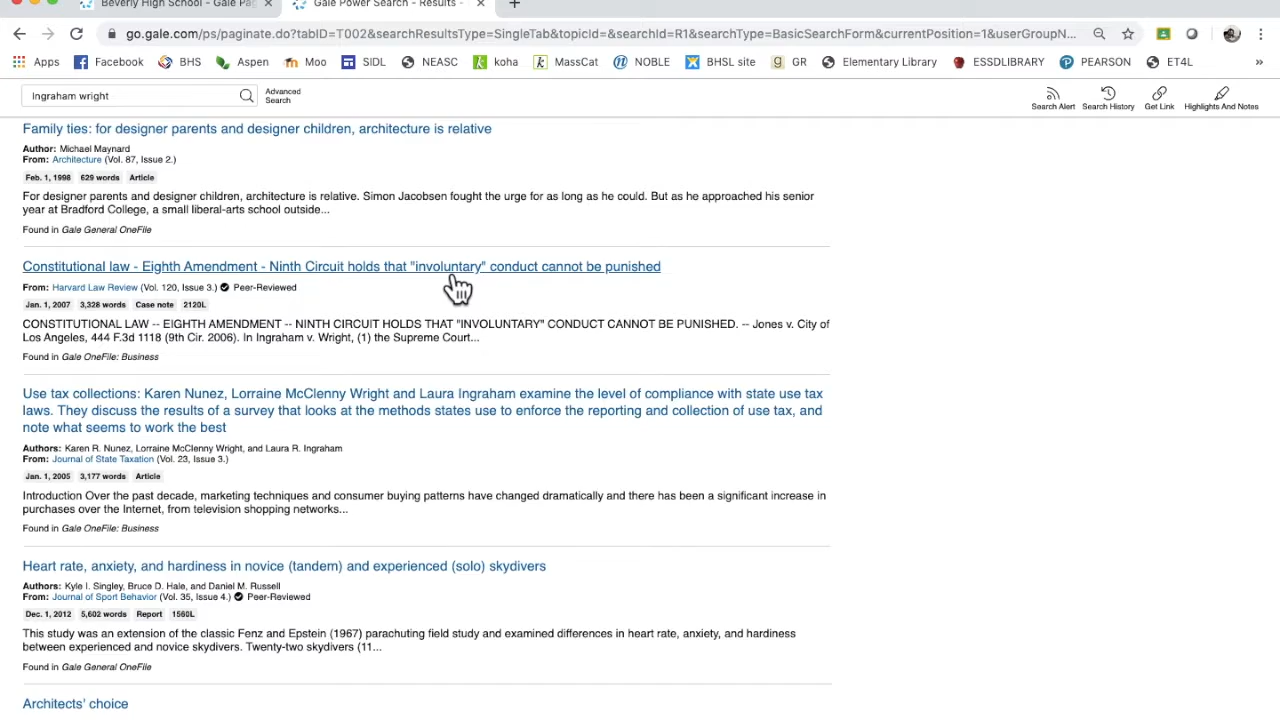 Beverly High School - Gale Pag
Gale Power Search - Results -
go.gale.com/ps/paginate.do?tabID=T002&searchResultsType=SingleTab&topicId=&searchId=R1&searchType=BasicSearchForm&currentPosition=1&userGroupN...
Apps Facebook BHS Aspen Moo SIDL NEASC koha MassCat NOBLE BHSL site GR Elementary Library ESSDLIBRARY PEARSON ET4L »
Ingraham wright
Advanced
Search
Search Alert Search History Get Link Highlights And Notes
Family ties: for designer parents and designer children, architecture is relative
Author: Michael Maynard
From: Architecture (Vol. 87, Issue 2.)
Feb. 1, 1998 629 words Article
For designer parents and designer children, architecture is relative. Simon Jacobsen fought the urge for as long as he could. But as he approached his senior
year at Bradford College, a small liberal-arts school outside...
Found in Gale General OneFile
Constitutional law - Eighth Amendment - Ninth Circuit holds that "involuntary" conduct cannot be punished
From: Harvard Law Review (Vol. 120, Issue 3.) Peer-Reviewed
Jan. 1, 2007 3,328 words Case note 2120L
CONSTITUTIONAL LAW -- EIGHTH AMENDMENT -- NINTH CIRCUIT HOLDS THAT "INVOLUNTARY" CONDUCT CANNOT BE PUNISHED. -- Jones v. City of
Los Angeles, 444 F.3d 1118 (9th Cir. 2006). In Ingraham v. Wright, (1) the Supreme Court...
Found in Gale OneFile: Business
Use tax collections: Karen Nunez, Lorraine McClenny Wright and Laura Ingraham examine the level of compliance with state use tax
laws. They discuss the results of a survey that looks at the methods states use to enforce the reporting and collection of use tax, and
note what seems to work the best
Authors: Karen R. Nunez, Lorraine McClenny Wright, and Laura R. Ingraham
From: Journal of State Taxation (Vol. 23, Issue 3.)
Jan. 1, 2005 3,177 words Article
Introduction Over the past decade, marketing techniques and consumer buying patterns have changed dramatically and there has been a significant increase in
purchases over the Internet, from television shopping networks...
Found in Gale OneFile: Business
Heart rate, anxiety, and hardiness in novice (tandem) and experienced (solo) skydivers
Authors: Kyle I. Singley, Bruce D. Hale, and Daniel M. Russell
From: Journal of Sport Behavior (Vol. 35, Issue 4.) Peer-Reviewed
Dec. 1, 2012 5,602 words Report 1560L
This study was an extension of the classic Fenz and Epstein (1967) parachuting field study and examined differences in heart rate, anxiety, and hardiness
between experienced and novice skydivers. Twenty-two skydivers (11...
Found in Gale General OneFile
Architects' choice